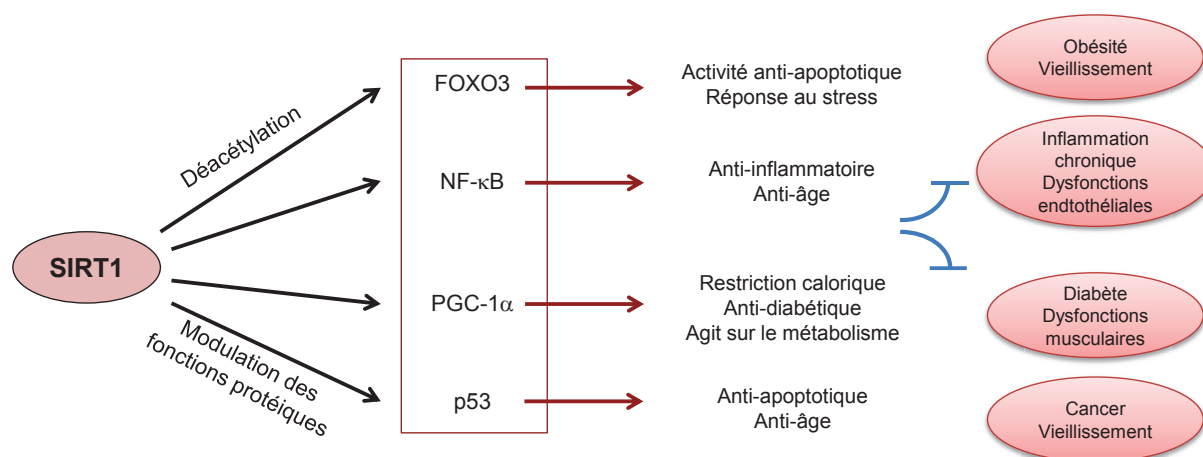 SIRT1
Déacétylation
Modulation des
fonctions protéiques
FOXO3
NF-κB
PGC-1α
p53
Activité anti-apoptotique
Réponse au stress
Anti-inflammatoire
Anti-âge
Restriction calorique
Anti-diabétique
Agit sur le métabolisme
Anti-apoptotique
Anti-âge
Obésité
Vieillissement
Inflammation
chronique
Dysfonctions
endtothéliales
Diabète
Dysfonctions
musculaires
Cancer
Vieillissement